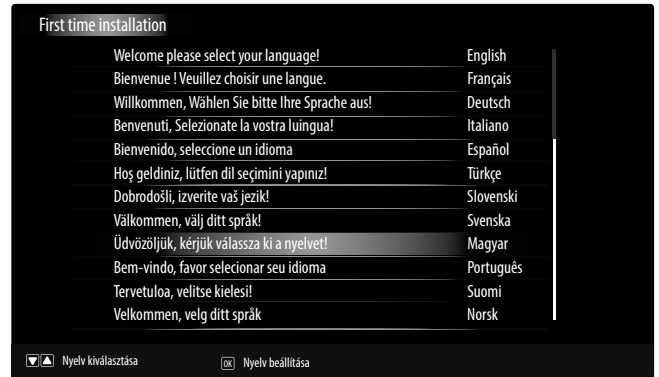 First time installation
Welcome please select your language! English
Bienvenue ! Veuillez choisir une langue. Français
Willkommen, Wählen Sie bitte Ihre Sprache aus! Deutsch
Benvenuti, Selezionate la vostra luingua! Italiano
Bienvenido, seleccione un idioma Español
Hoş geldiniz, lütfen dil seçimini yapınız! Türkçe
Dobrodošli, izverite vaš jezik! Slovenski
Välkommen, välj ditt språk! Svenska
Üdvözöljük, kérjük válassza ki a nyelvet! Magyar
Bem-vindo, favor selecionar seu idioma Português
Tervetuloa, velitse kielesi! Suomi
Velkommen, velg ditt språk Norsk
Nyelv kiválasztása OK Nyelv beállítása